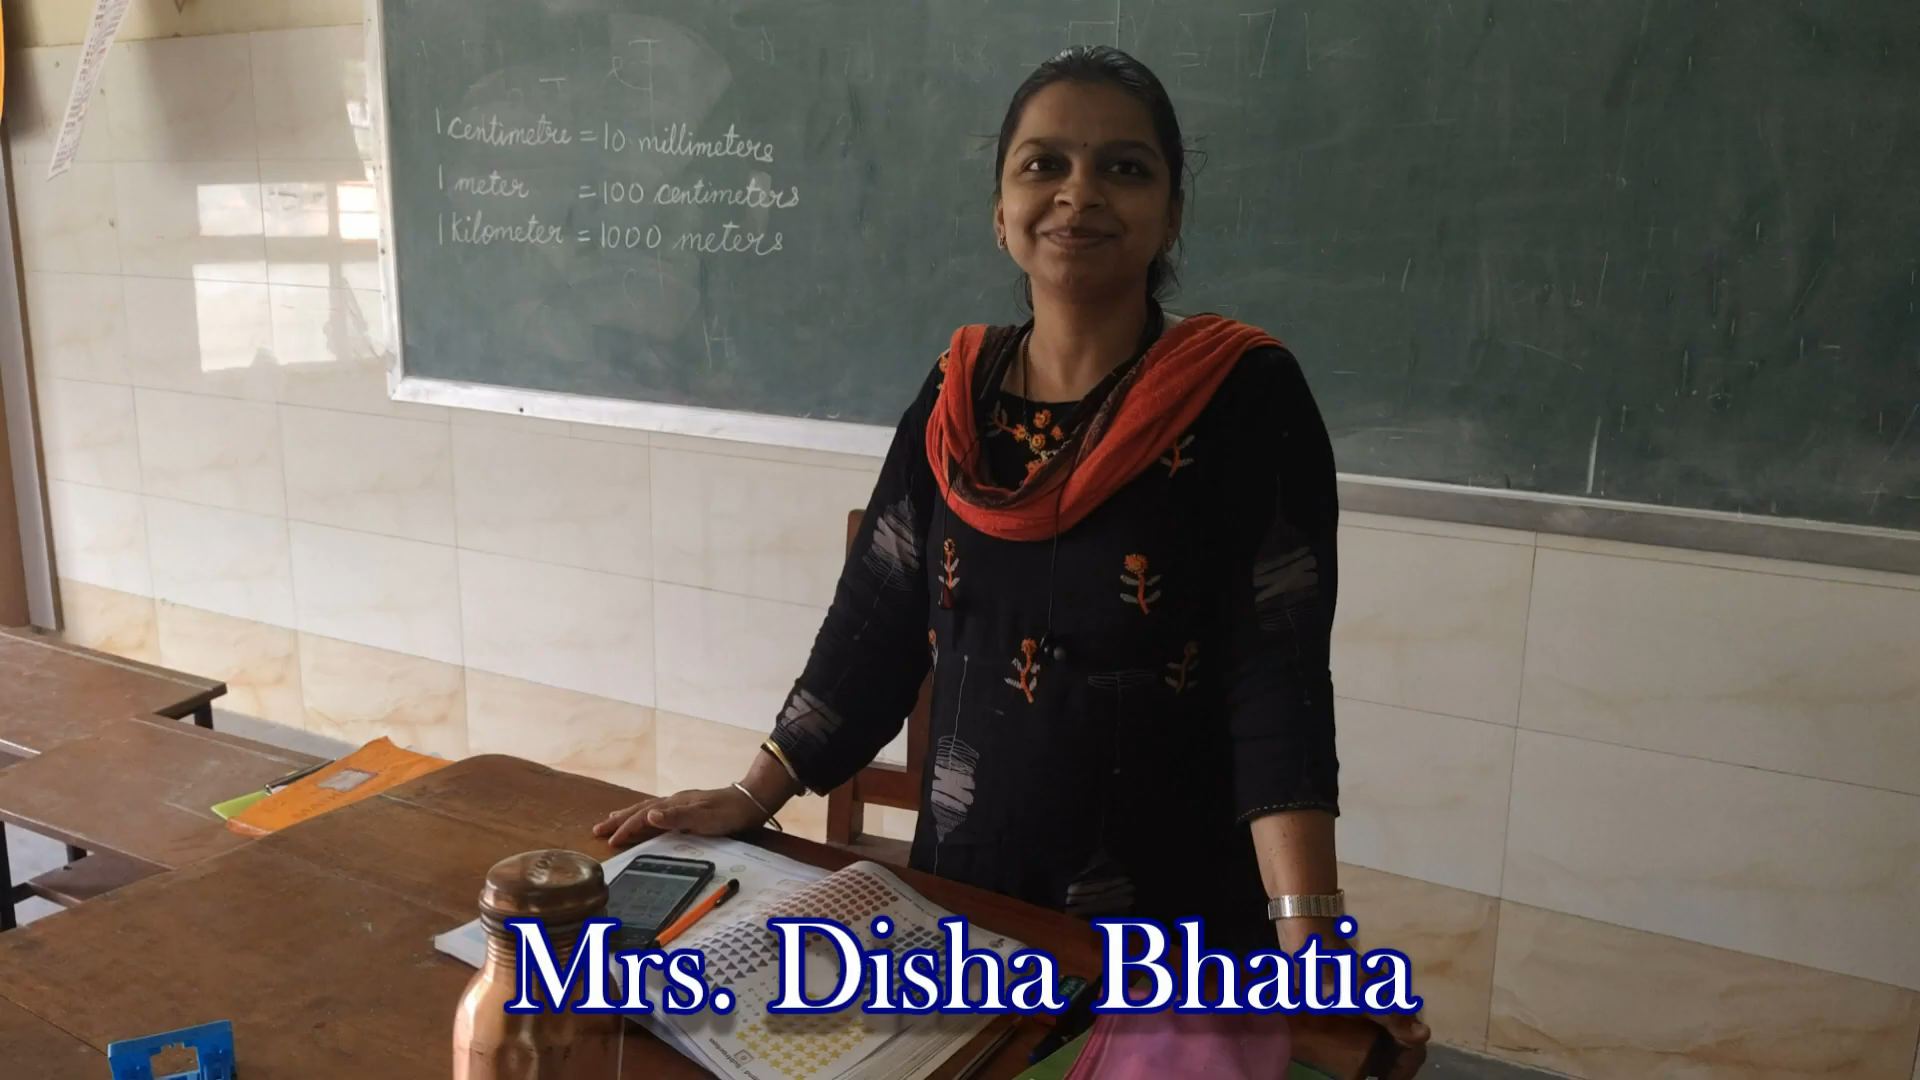 1 centimetre = 10 millimeters
1 meter = 100 centimeters
1 kilometer = 1000 meters
Mrs. Disha Bhatia